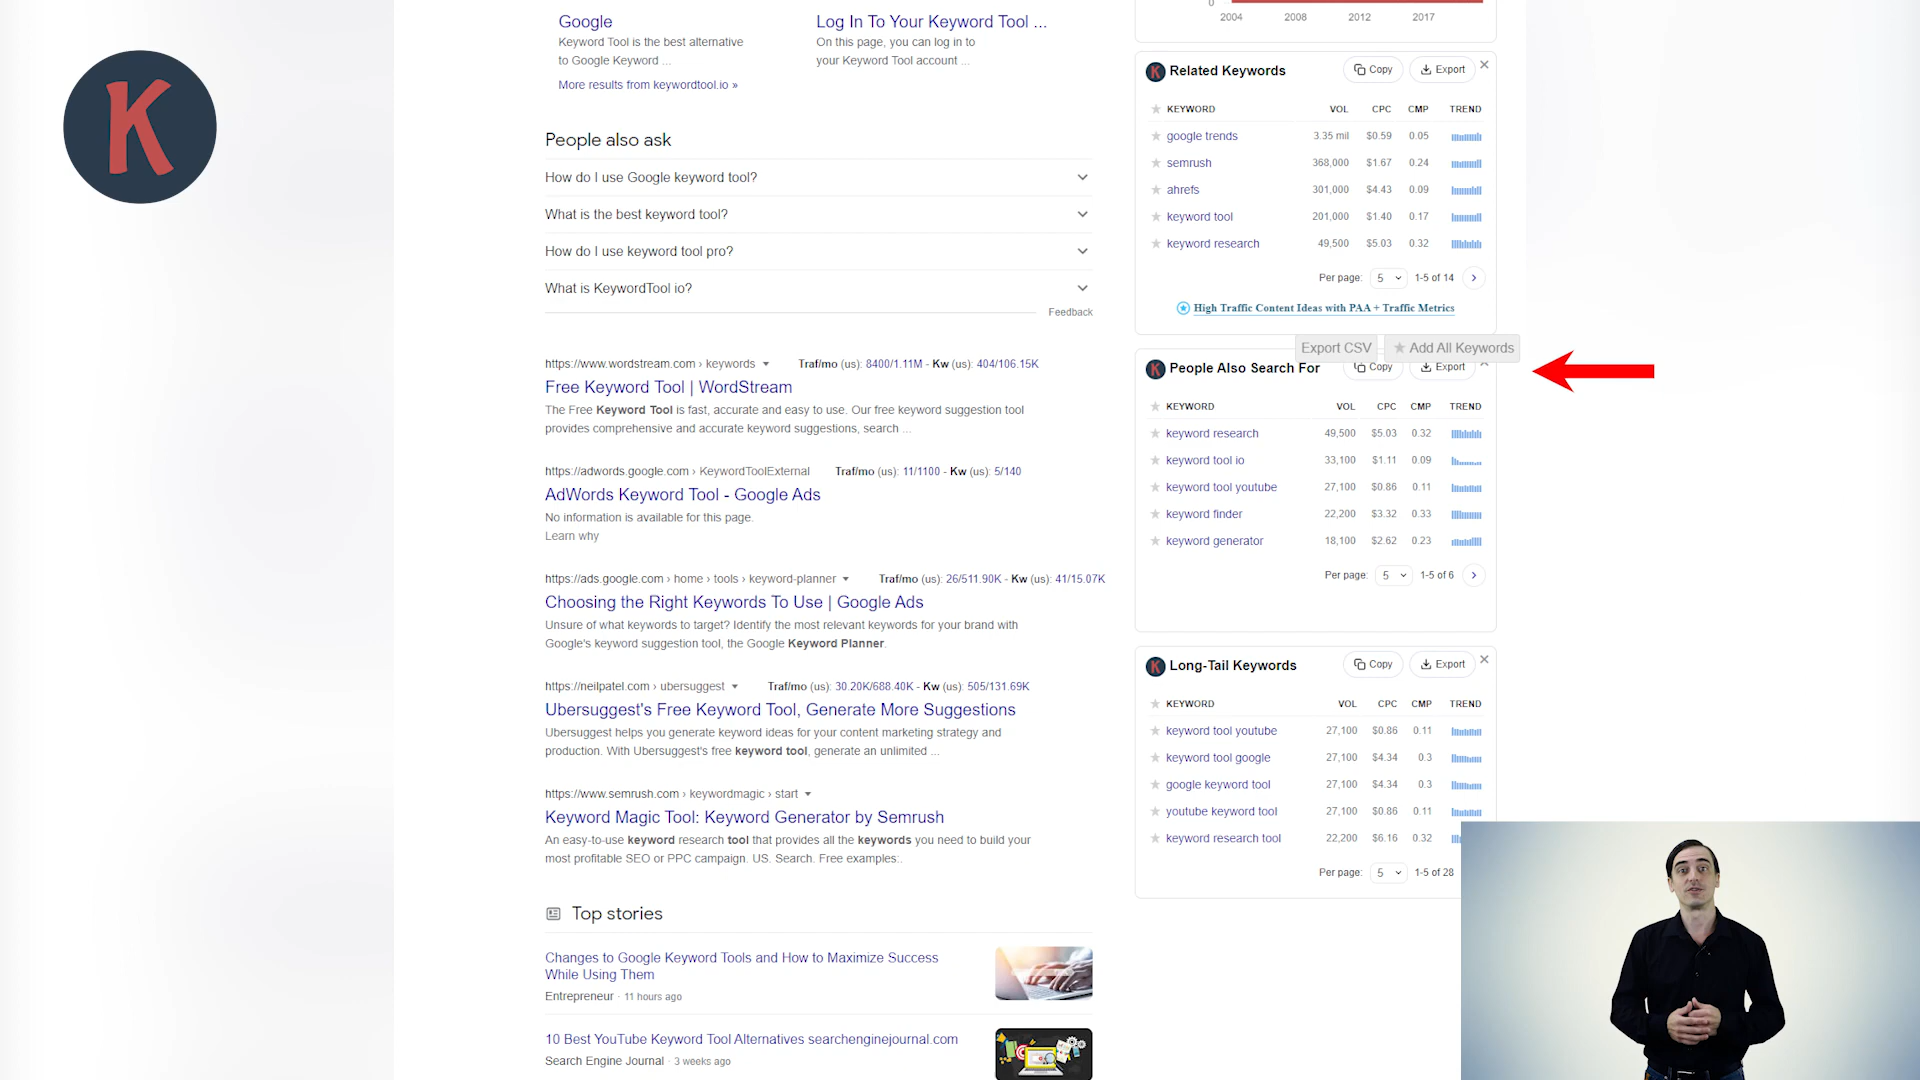 K
Google
Keyword Tool is the best alternative
to Google Keyword ...
Log In To Your Keyword Tool ...
On this page, you can log in to
your Keyword Tool account ...
More results from keywordtool.io »
People also ask
How do I use Google keyword tool?
What is the best keyword tool?
How do I use keyword tool pro?
What is KeywordTool io?
Feedback
https://www.wordstream.com › keywords Traf/mo (us): 8400/1.11M - Kw (us): 404/106.15K
Free Keyword Tool | WordStream
The Free Keyword Tool is fast, accurate and easy to use. Our free keyword suggestion tool
provides comprehensive and accurate keyword suggestions, search ...
https://adwords.google.com › KeywordToolExternal Traf/mo (us): 11/1100 - Kw (us): 5/140
AdWords Keyword Tool - Google Ads
No information is available for this page.
Learn why
https://ads.google.com › home › tools › keyword-planner Traf/mo (us): 26/511.90K - Kw (us): 41/15.07K
Choosing the Right Keywords To Use | Google Ads
Unsure of what keywords to target? Identify the most relevant keywords for your brand with
Google's keyword suggestion tool, the Google Keyword Planner.
https://neilpatel.com › ubersuggest Traf/mo (us): 30.20K/688.40K - Kw (us): 505/131.69K
Ubersuggest's Free Keyword Tool, Generate More Suggestions
Ubersuggest helps you generate keyword ideas for your content marketing strategy and
production. With Ubersuggest's free keyword tool, generate an unlimited ...
https://www.semrush.com › keywordmagic › start
Keyword Magic Tool: Keyword Generator by Semrush
An easy-to-use keyword research tool that provides all the keywords you need to build your
most profitable SEO or PPC campaign. US. Search. Free examples:.
Top stories
Changes to Google Keyword Tools and How to Maximize Success
While Using Them
Entrepreneur · 11 hours ago
10 Best YouTube Keyword Tool Alternatives searchenginejournal.com
Search Engine Journal · 3 weeks ago
0
2004 2008 2012 2017
K Related Keywords Copy Export
KEYWORD VOL CPC CMP TREND
google trends 3.35 mil $0.59 0.05
semrush 368,000 $1.67 0.24
ahrefs 301,000 $4.43 0.09
keyword tool 201,000 $1.40 0.17
keyword research 49,500 $5.03 0.32
Per page: 5 1-5 of 14
High Traffic Content Ideas with PAA + Traffic Metrics
Export CSV Add All Keywords
K People Also Search For Copy Export
KEYWORD VOL CPC CMP TREND
keyword research 49,500 $5.03 0.32
keyword tool io 33,100 $1.11 0.09
keyword tool youtube 27,100 $0.86 0.11
keyword finder 22,200 $3.32 0.33
keyword generator 18,100 $2.62 0.23
Per page: 5 1-5 of 6
K Long-Tail Keywords Copy Export
KEYWORD VOL CPC CMP TREND
keyword tool youtube 27,100 $0.86 0.11
keyword tool google 27,100 $4.34 0.3
google keyword tool 27,100 $4.34 0.3
youtube keyword tool 27,100 $0.86 0.11
keyword research tool 22,200 $6.16 0.32
Per page: 5 1-5 of 28